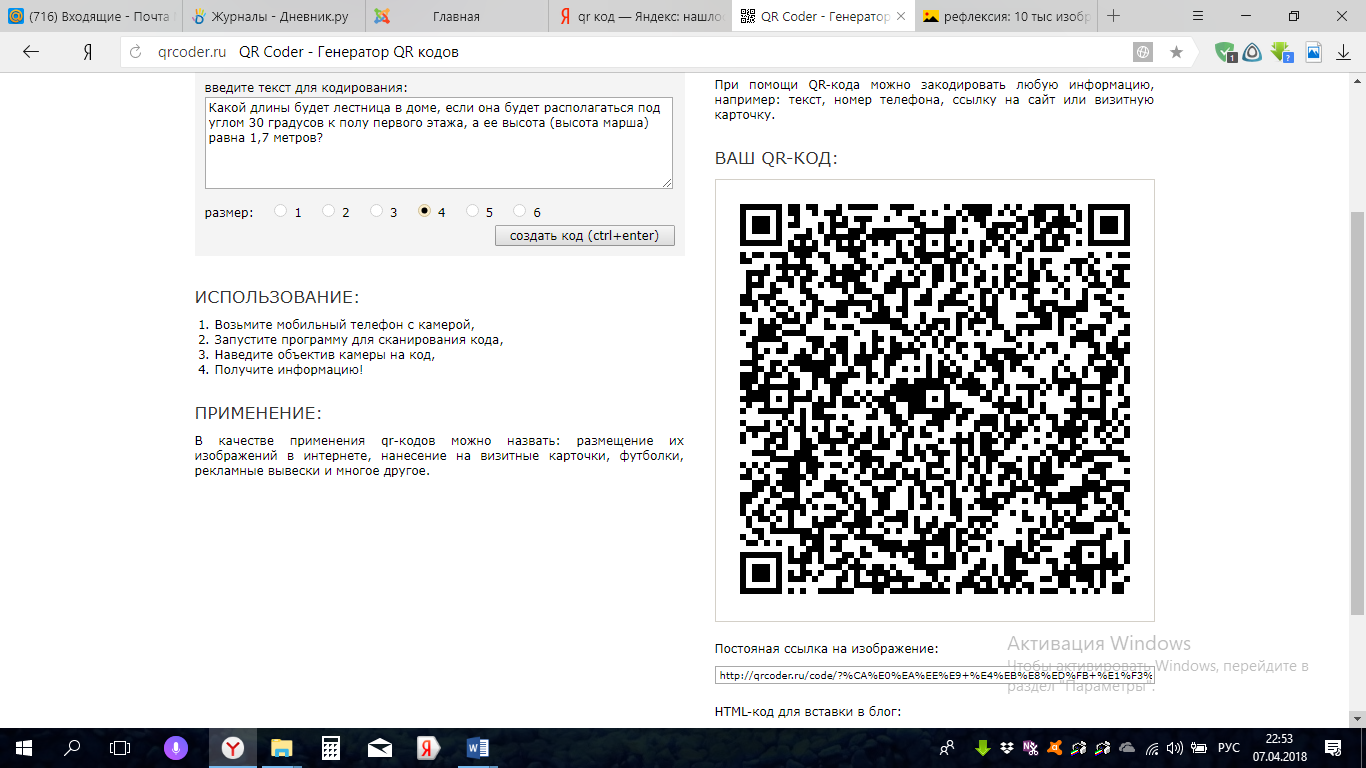 (716) Входящие - Почта
Журналы - Дневник.ру
Главная
qr код — Яндекс: нашлос
QR Coder - Генератор
рефлексия: 10 тыс изобр
qrcoder.ru QR Coder - Генератор QR кодов
введите текст для кодирования:
Какой длины будет лестница в доме, если она будет располагаться под
углом 30 градусов к полу первого этажа, а ее высота (высота марша)
равна 1,7 метров?
размер: 1 2 3 4 5 6
создать код (ctrl+enter)
ИСПОЛЬЗОВАНИЕ:
1. Возьмите мобильный телефон с камерой,
2. Запустите программу для сканирования кода,
3. Наведите объектив камеры на код,
4. Получите информацию!
ПРИМЕНЕНИЕ:
В качестве применения qr-кодов можно назвать: размещение их
изображений в интернете, нанесение на визитные карточки, футболки,
рекламные вывески и многое другое.
При помощи QR-кода можно закодировать любую информацию,
например: текст, номер телефона, ссылку на сайт или визитную
карточку.
ВАШ QR-КОД:
Постояная ссылка на изображение:
http://qrcoder.ru/code/?%CA%E0%EA%EE%E9+%E4%EB%E8%ED%FB+%E1%F3%
HTML-код для вставки в блог:
Активация Windows
Чтобы активировать Windows, перейдите в
раздел "Параметры".
РУС
22:53
07.04.2018